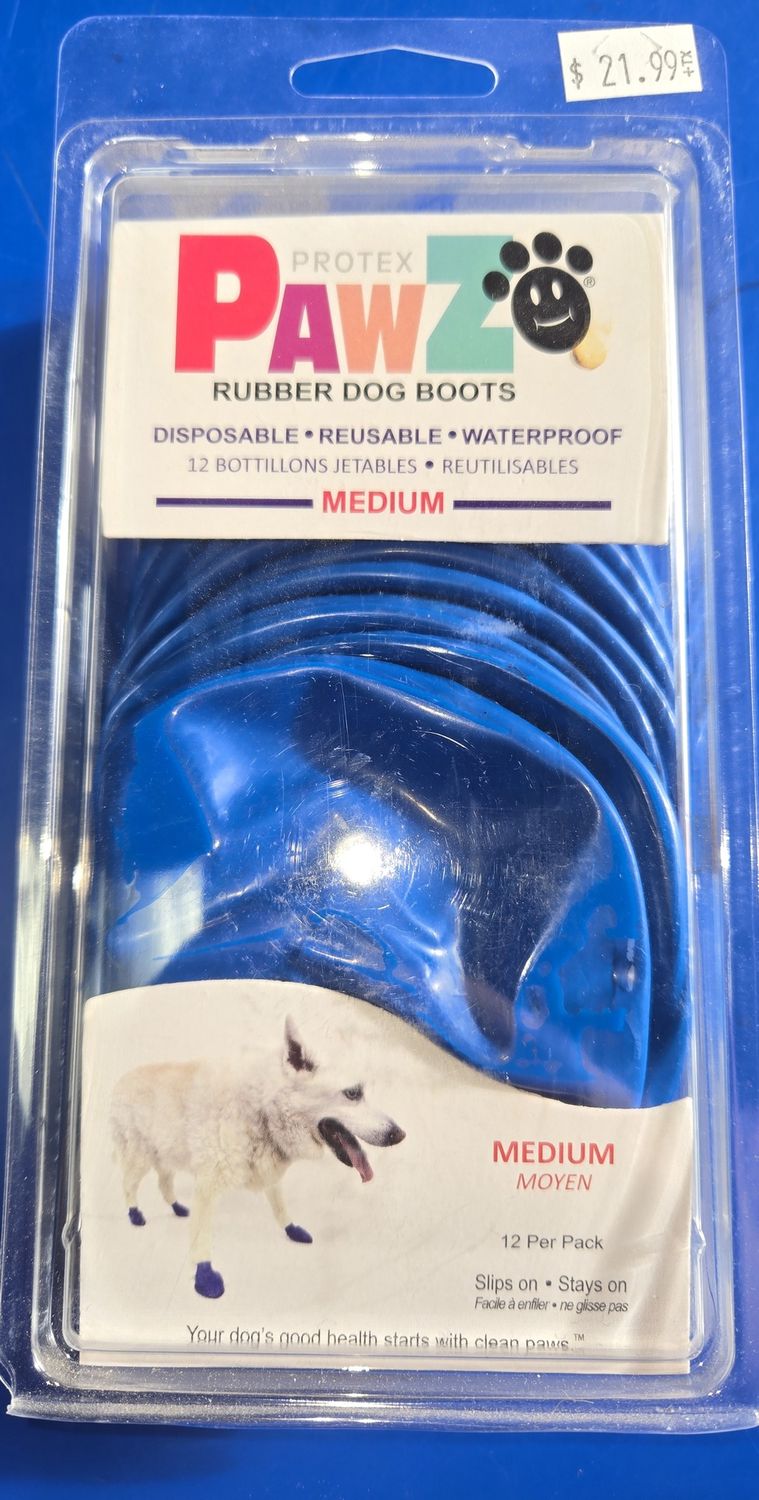 $ 21.99 +TX
PROTEX
PAWZ®
RUBBER DOG BOOTS
DISPOSABLE • REUSABLE • WATERPROOF
12 BOTTILLONS JETABLES • REUTILISABLES
MEDIUM
MEDIUM
MOYEN
12 Per Pack
Slips on • Stays on
Facile à enfiler • ne glisse pas
Your dog's good health starts with clean paws.™